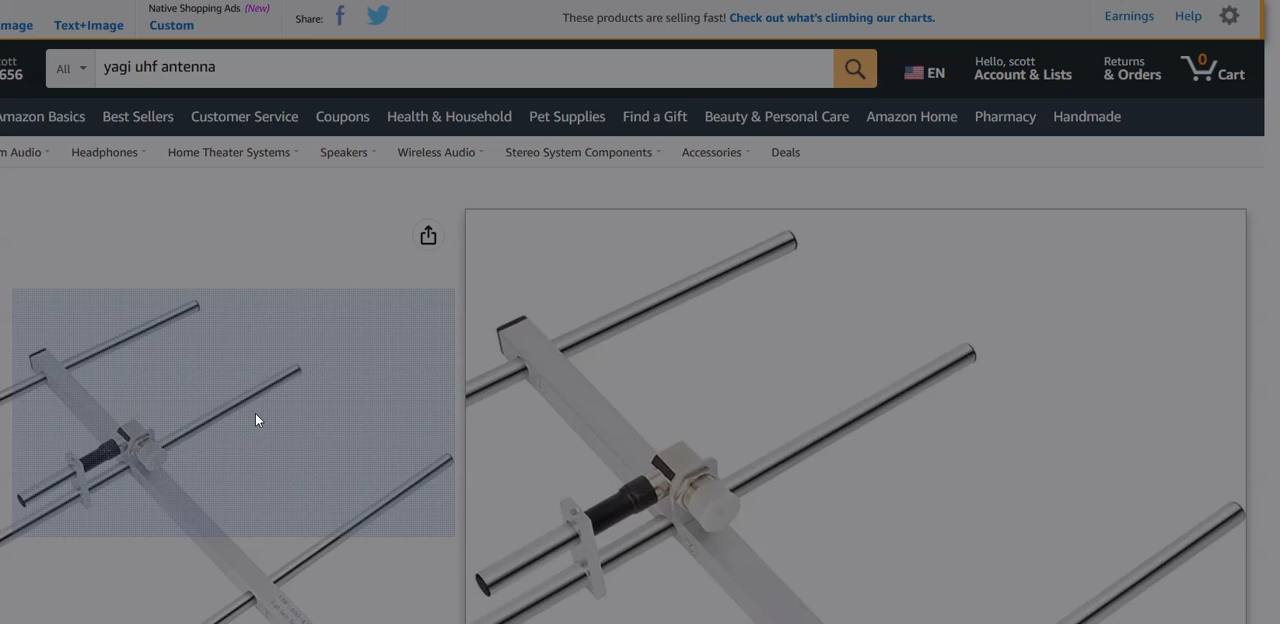 Native Shopping Ads (New)
Text+Image
Custom
Share:
These products are selling fast! Check out what's climbing our charts.
Earnings
Help
656
All
yagi uhf antenna
EN
Hello, scott
Account & Lists
Returns
& Orders
0
Cart
Amazon Basics
Best Sellers
Customer Service
Coupons
Health & Household
Pet Supplies
Find a Gift
Beauty & Personal Care
Amazon Home
Pharmacy
Handmade
Audio
Headphones
Home Theater Systems
Speakers
Wireless Audio
Stereo System Components
Accessories
Deals